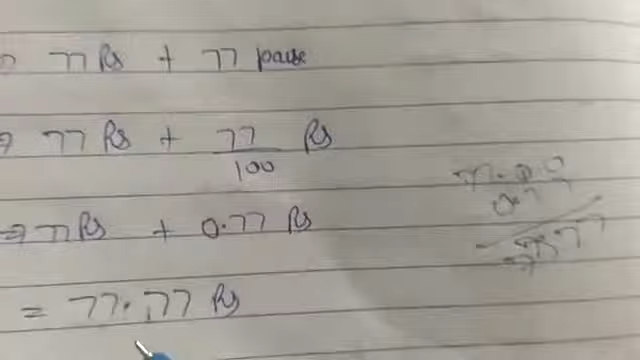 77 Rs + 77 paise
⇒ 77 Rs + 77/100 Rs
⇒ 77 Rs + 0.77 Rs
= 77.77 Rs
77.00
0.77
77.77